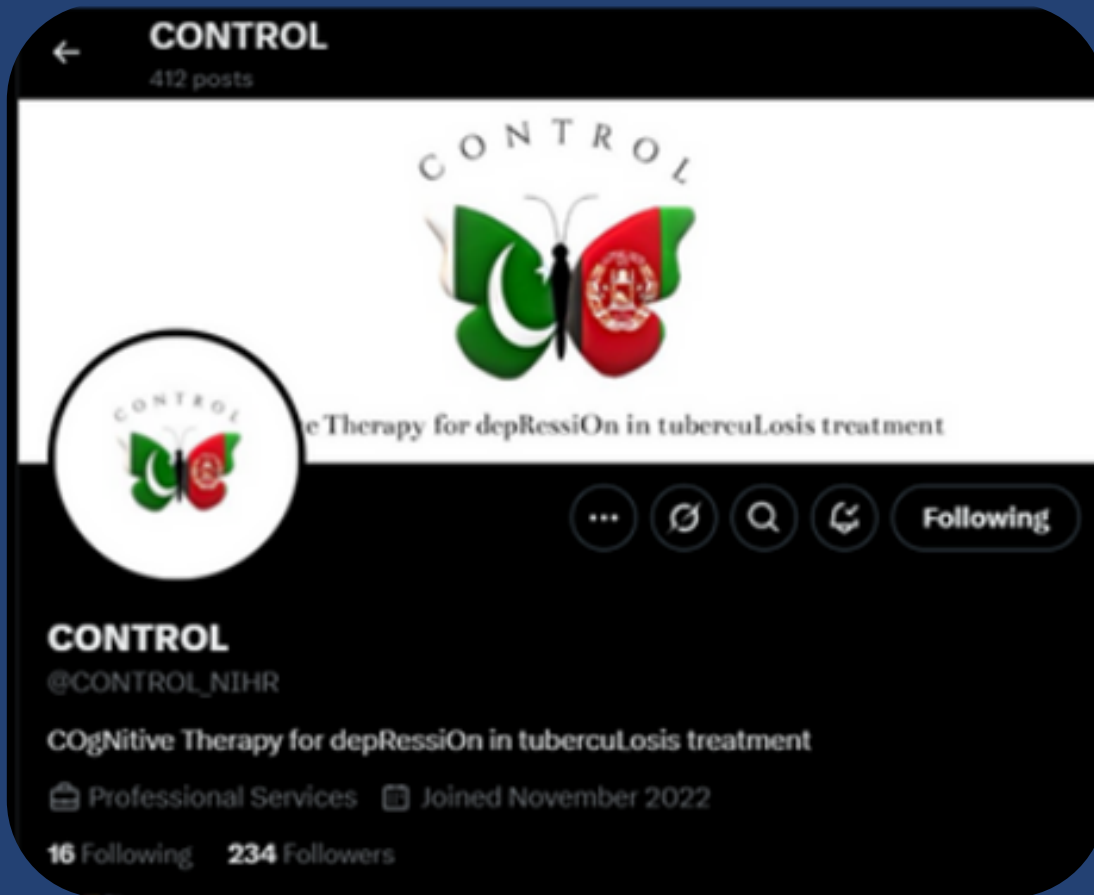 CONTROL
412 posts
CONTROL
e Therapy for depRessiOn in tubercuLosis treatment
CONTROL
Following
CONTROL
@CONTROL_NIHR
COgNitive Therapy for depRessiOn in tubercuLosis treatment
Professional Services Joined November 2022
16 Following 234 Followers